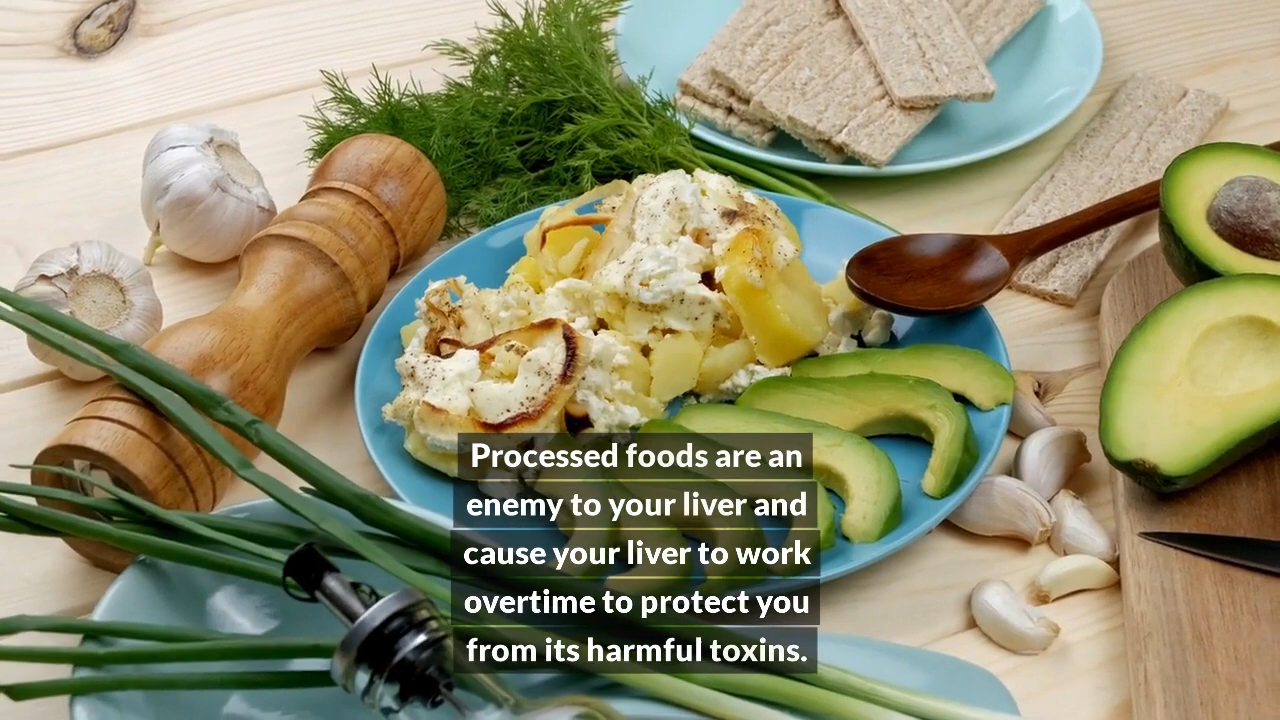 Processed foods are an
enemy to your liver and
cause your liver to work
overtime to protect you
from its harmful toxins.